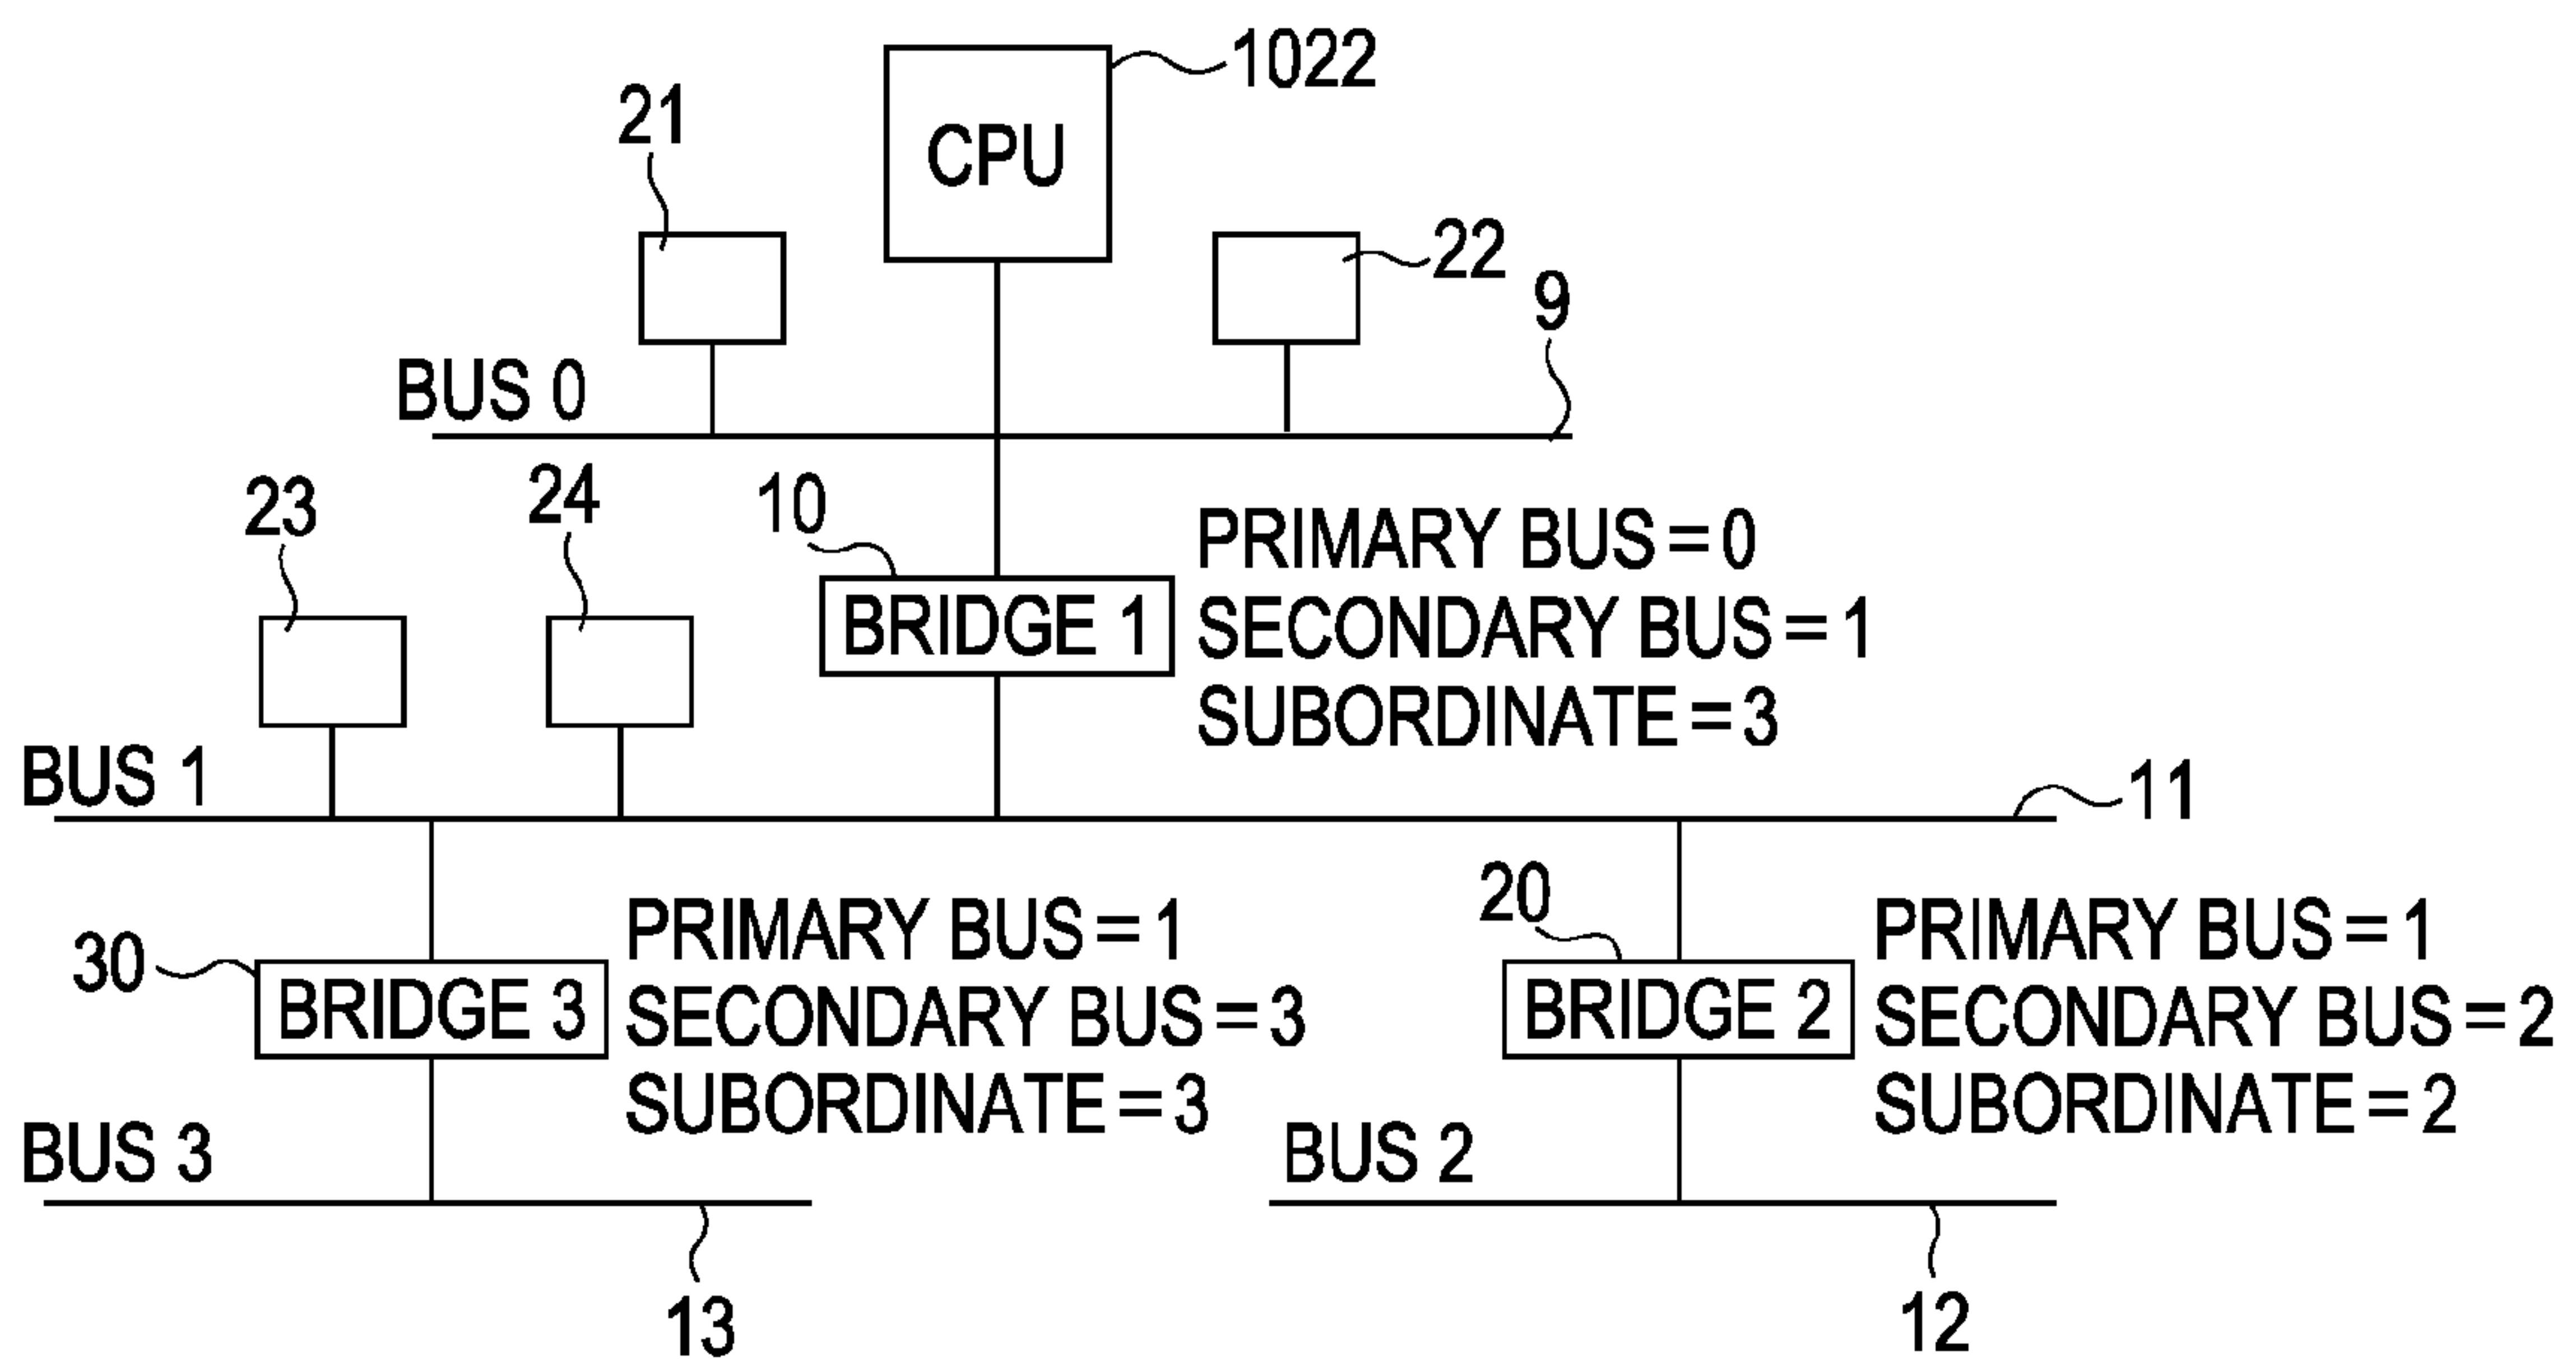 1022
21
CPU
22
9
BUS 0
23
24
10
PRIMARY BUS = 0
BRIDGE 1
SECONDARY BUS = 1
SUBORDINATE = 3
BUS 1
11
20
30
PRIMARY BUS = 1
SECONDARY BUS = 3
SUBORDINATE = 3
BRIDGE 3
PRIMARY BUS = 1
SECONDARY BUS = 2
SUBORDINATE = 2
BRIDGE 2
BUS 3
BUS 2
13
12